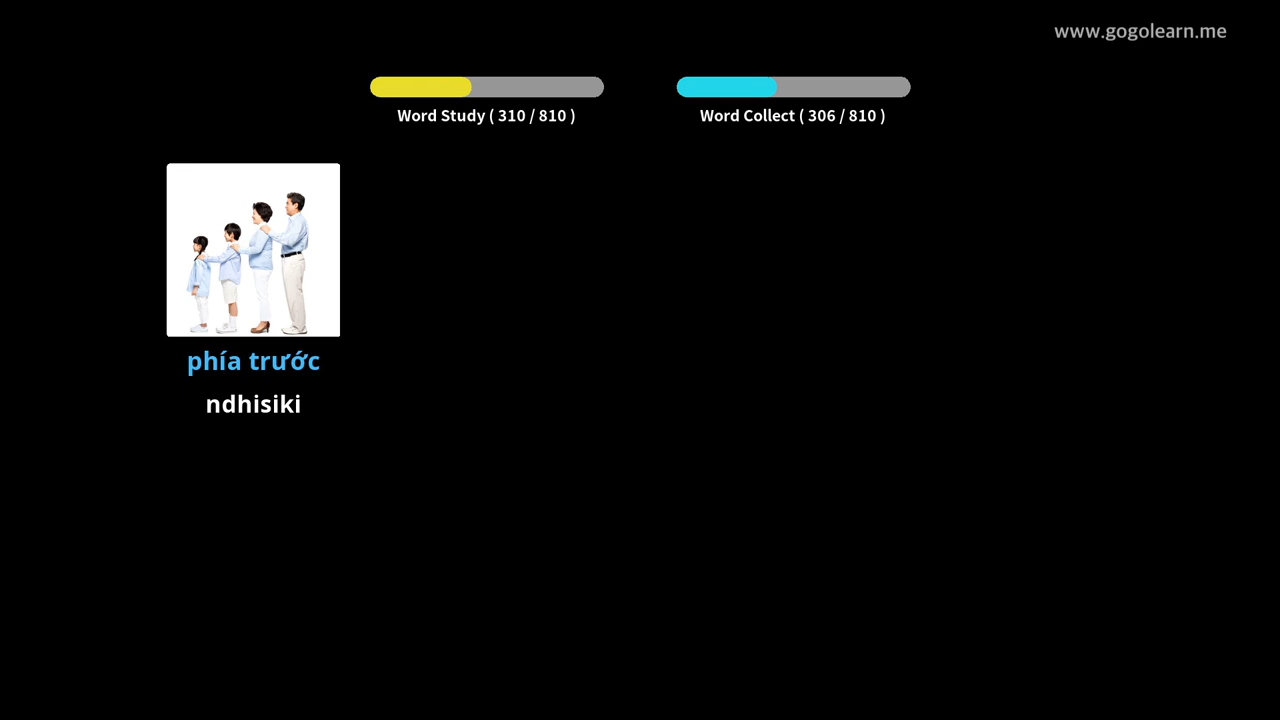 www.gogolearn.me
Word Study ( 310 / 810 )
Word Collect ( 306 / 810 )
phía trước
ndhisiki